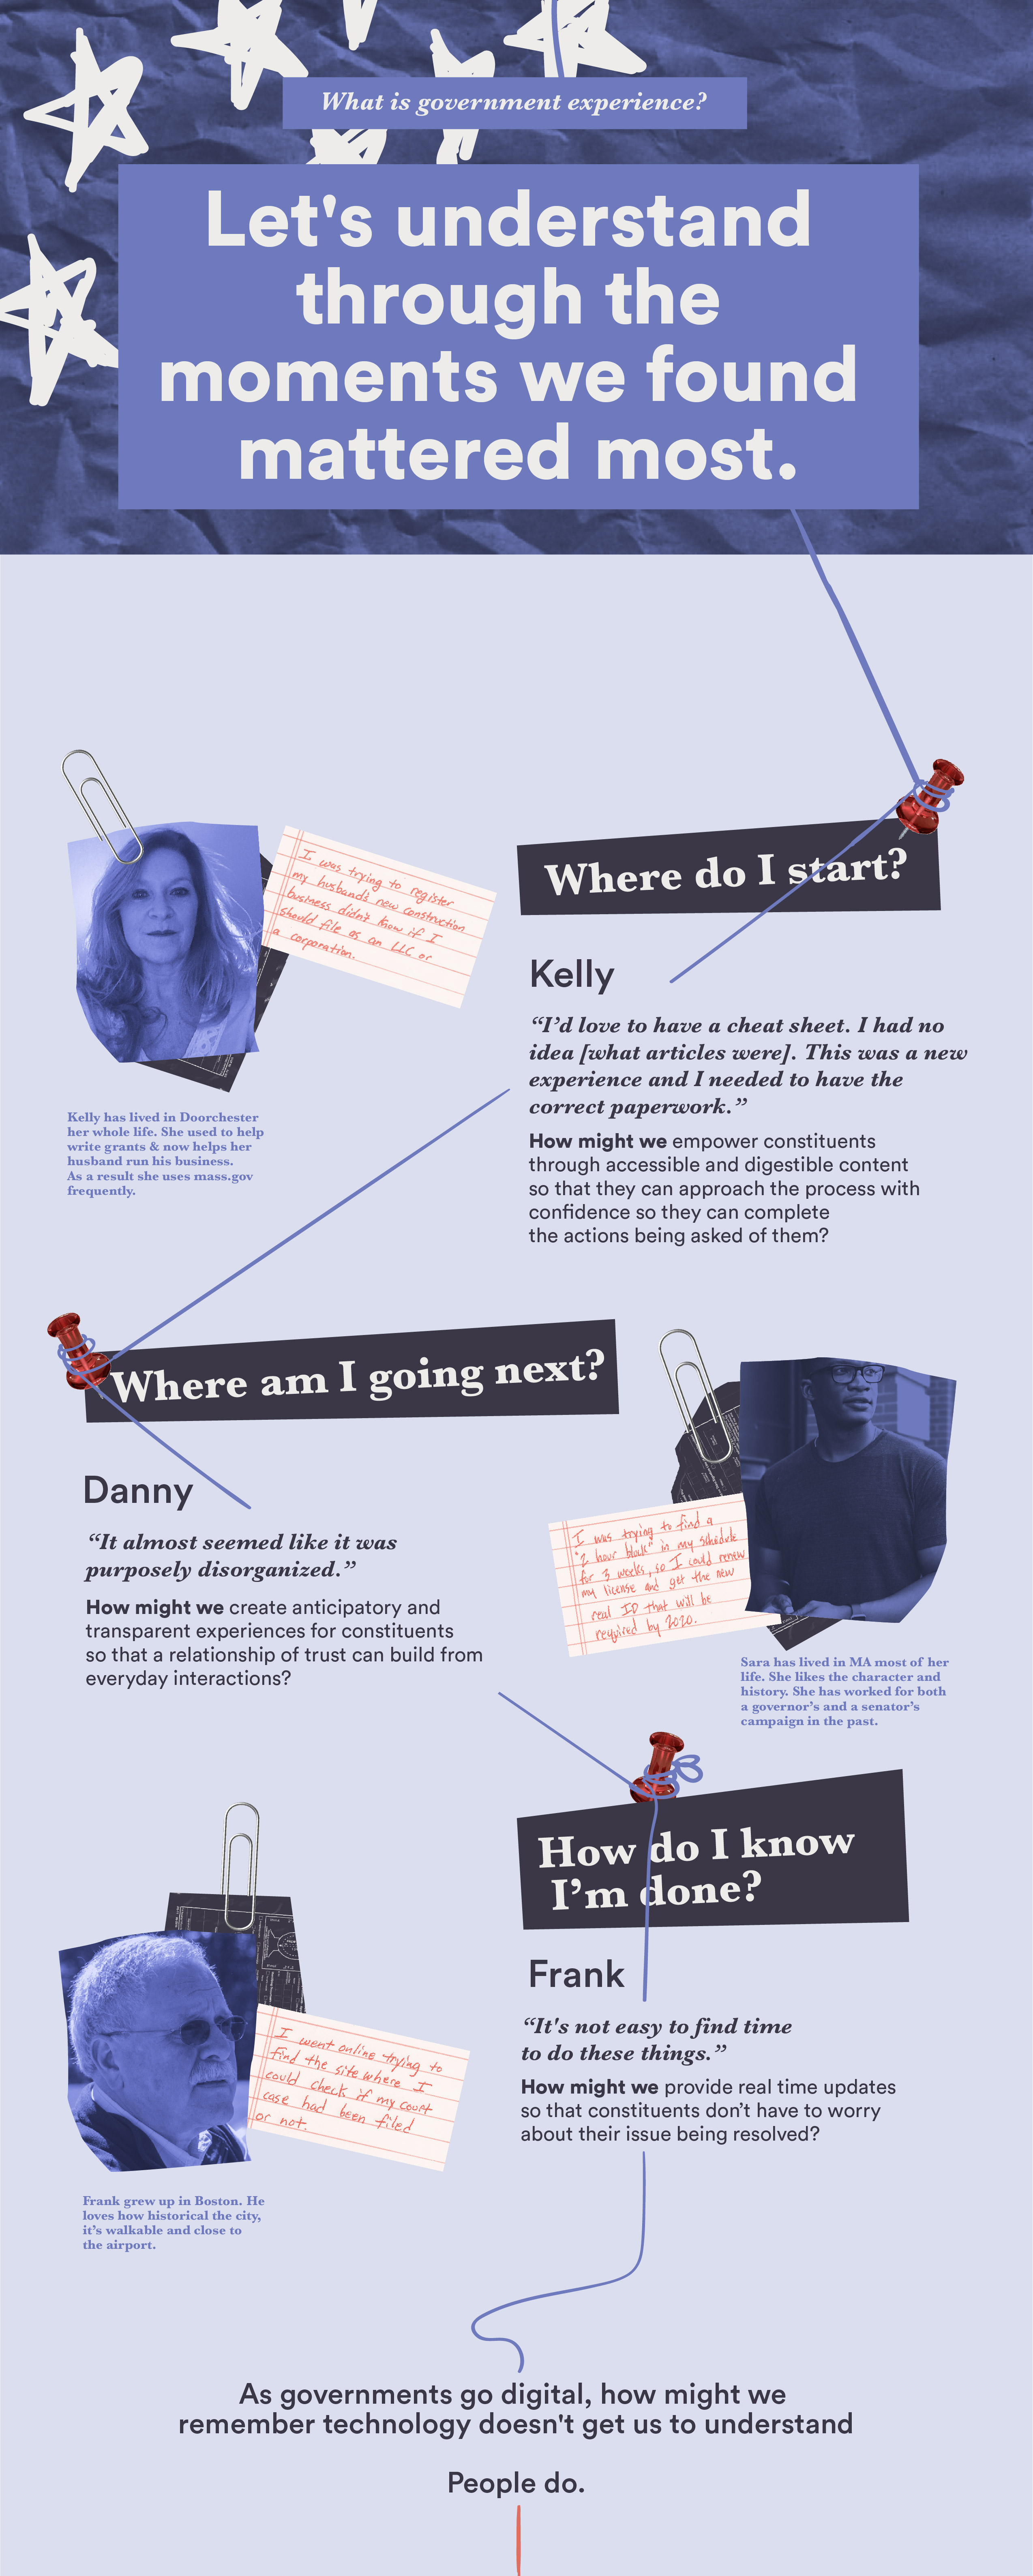 What is government experience?
Let's understand
through the
moments we found
mattered most.
I was trying to register
my husband's new construction
business didn't know if I
should file as an LLC or
a corporation.
Kelly has lived in Doorchester
her whole life. She used to help
write grants & now helps her
husband run his business.
As a result she uses mass.gov
frequently.
Where do I start?
Kelly
“I’d love to have a cheat sheet. I had no
idea [what articles were]. This was a new
experience and I needed to have the
correct paperwork.”
How might we empower constituents
through accessible and digestible content
so that they can approach the process with
confidence so they can complete
the actions being asked of them?
Where am I going next?
Danny
“It almost seemed like it was
purposely disorganized.”
How might we create anticipatory and
transparent experiences for constituents
so that a relationship of trust can build from
everyday interactions?
I was trying to find a
"2 hour block" in my schedule
for 3 weeks, so I could renew
my license and get the new
real ID that will be
required by 2020.
Sara has lived in MA most of her
life. She likes the character and
history. She has worked for both
a governor’s and a senator’s
campaign in the past.
How do I know
I’m done?
Frank
“It's not easy to find time
to do these things.”
How might we provide real time updates
so that constituents don’t have to worry
about their issue being resolved?
I went online trying to
find the site where I
could check if my court
case had been filed
or not.
Frank grew up in Boston. He
loves how historical the city,
it’s walkable and close to
the airport.
As governments go digital, how might we
remember technology doesn't get us to understand
People do.